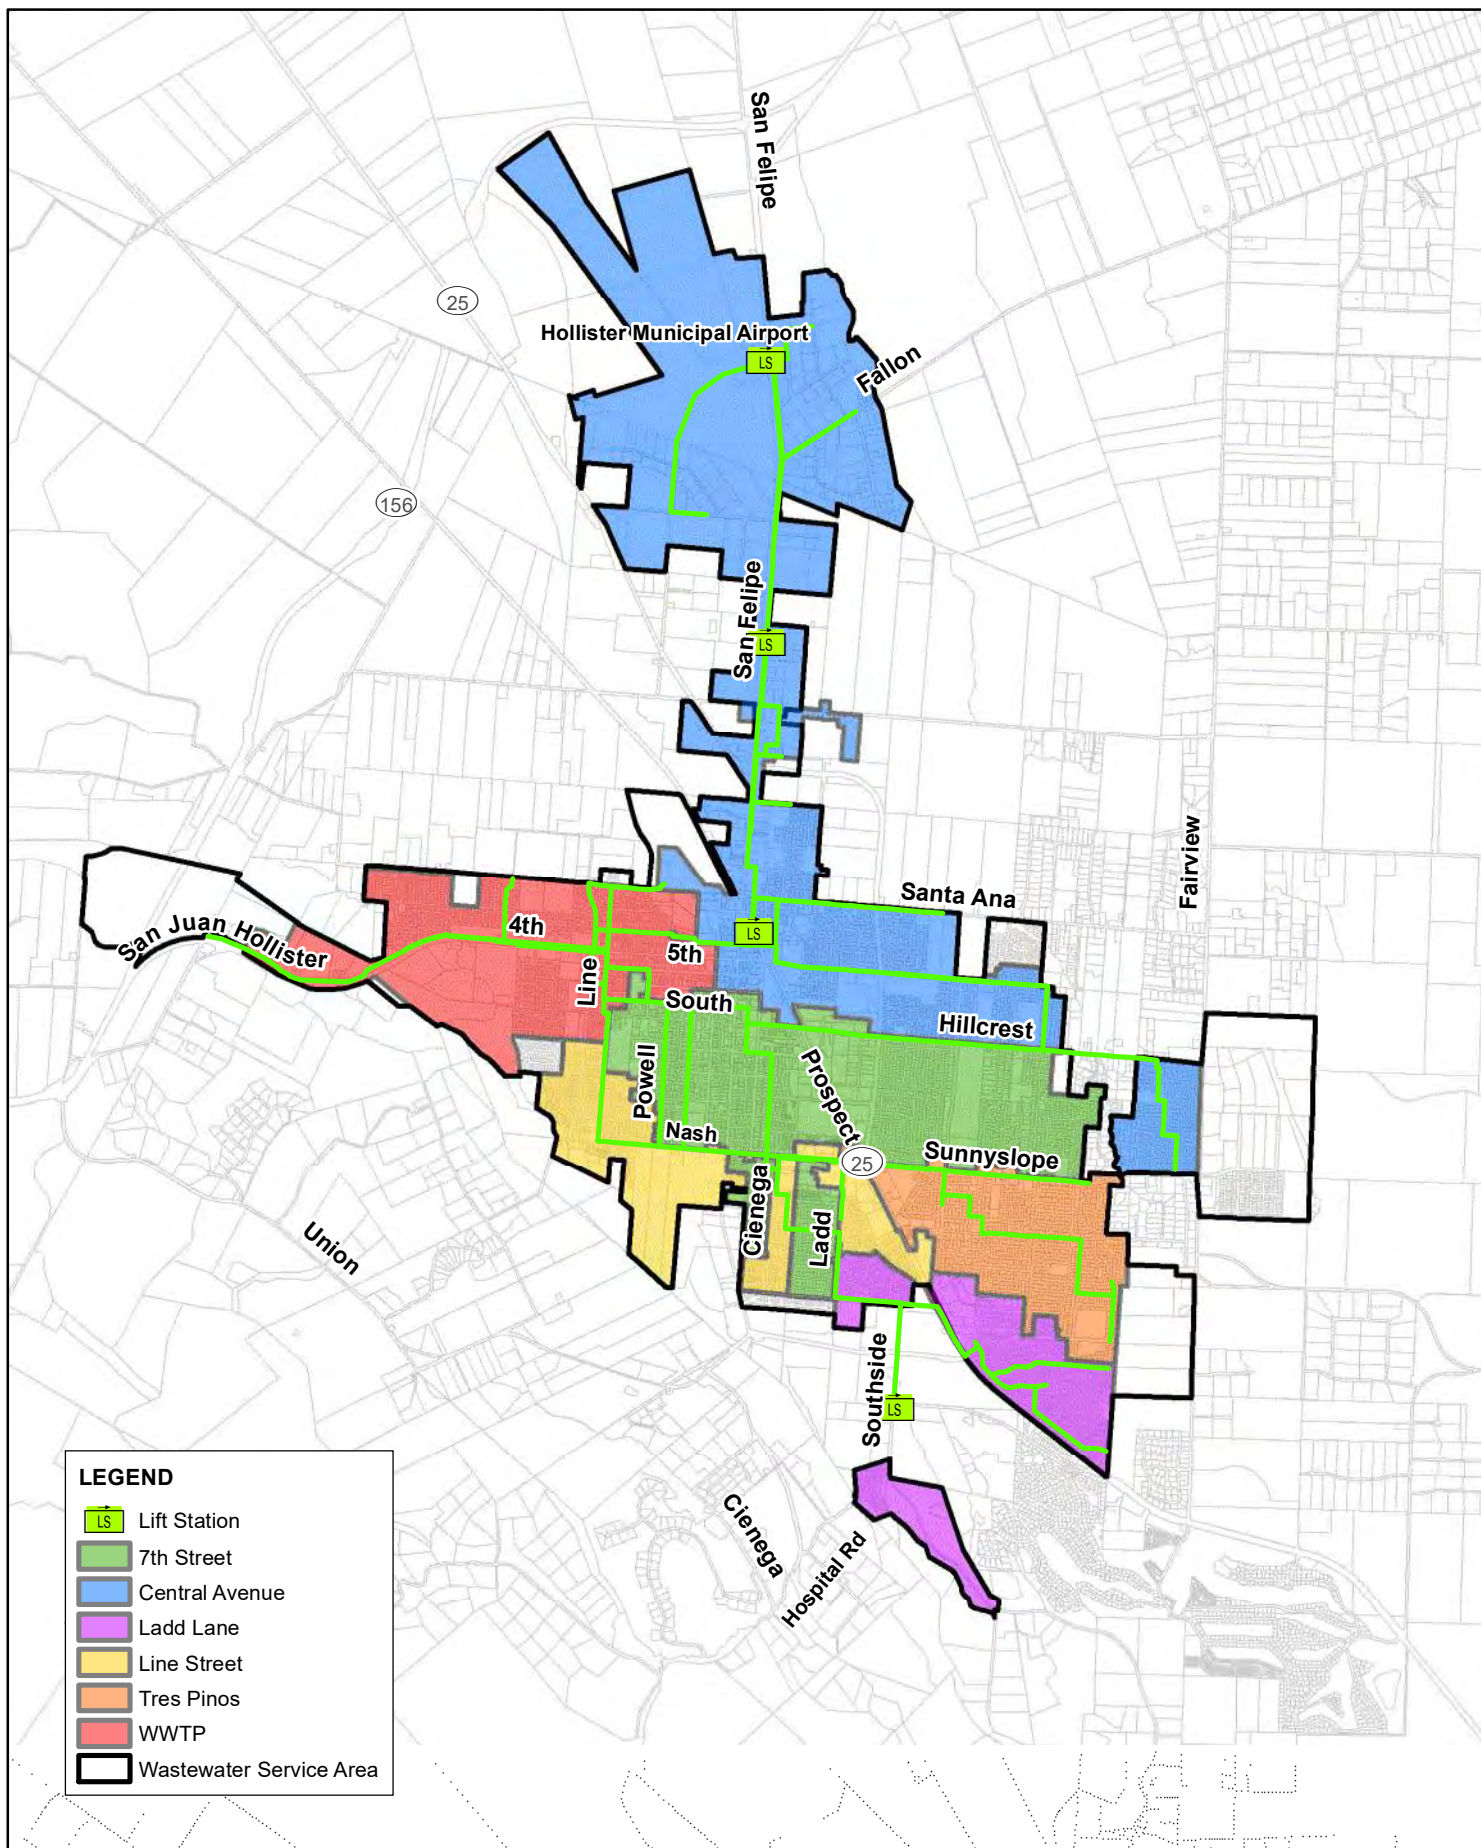 San Felipe
25
Hollister Municipal Airport
LS
Fallon
156
San Felipe
LS
Fairview
Santa Ana
San Juan Hollister
4th
LS
5th
Line
South
Hillcrest
Powell
Prospect
Nash
Sunnyslope
25
Cienega
Ladd
Union
Southside
LS
Cienega
Hospital Rd
LEGEND
LS Lift Station
7th Street
Central Avenue
Ladd Lane
Line Street
Tres Pinos
WWTP
Wastewater Service Area